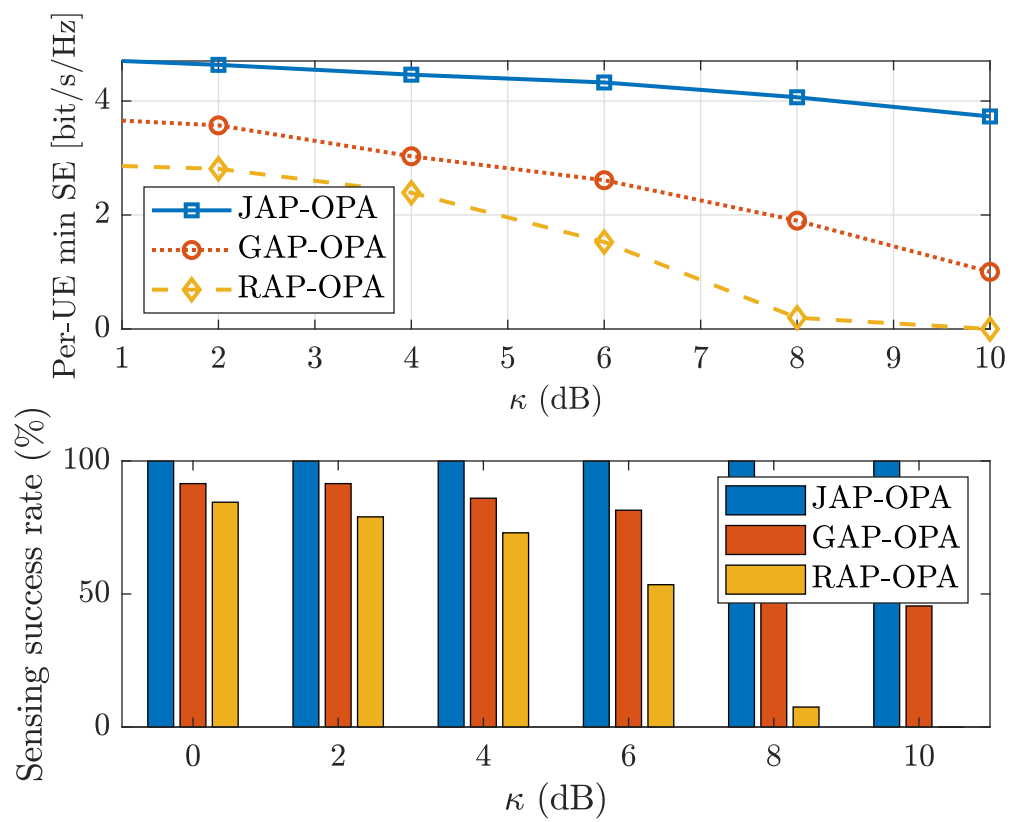 Per-UE min SE [bit/s/Hz]
4
2
0
JAP-OPA
GAP-OPA
RAP-OPA
1 2 3 4 5 6 7 8 9 10
κ (dB)
Sensing success rate (%)
100
50
0
JAP-OPA
GAP-OPA
RAP-OPA
0 2 4 6 8 10
κ (dB)